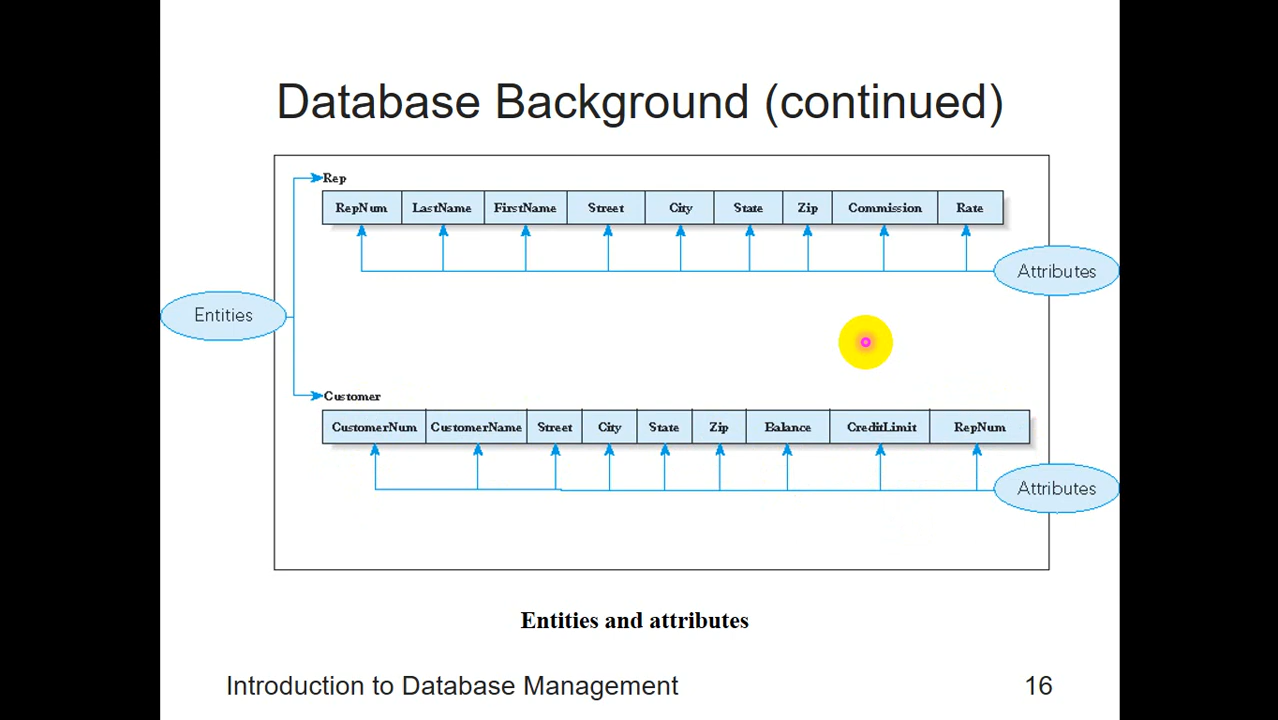 Database Background (continued)
Rep
RepNum LastName FirstName Street City State Zip Commission Rate
Attributes
Entities
Customer
CustomerNum CustomerName Street City State Zip Balance CreditLimit RepNum
Attributes
Entities and attributes
Introduction to Database Management 16